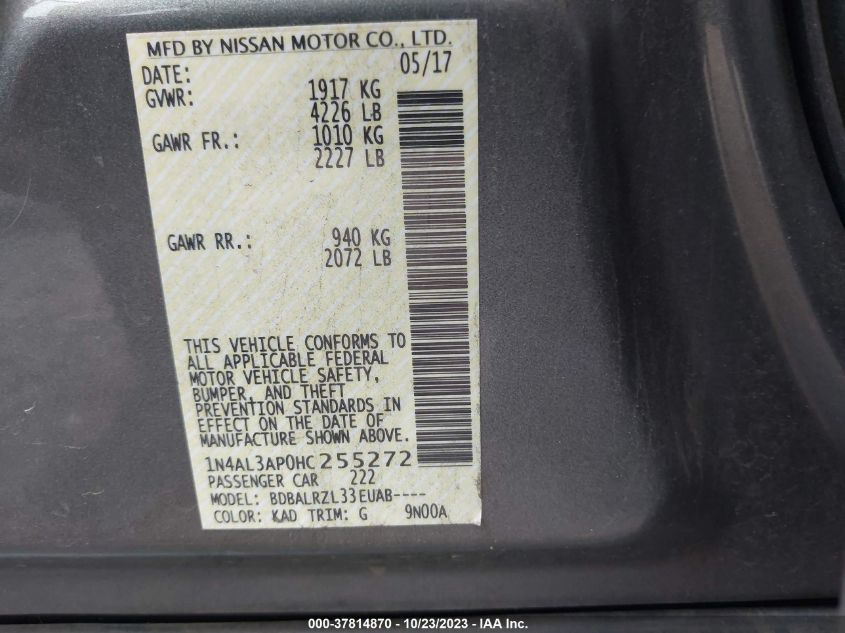 MFD BY NISSAN MOTOR CO., LTD.
DATE: 05/17
GVWR: 1917 KG
4226 LB
GAWR FR.: 1010 KG
2227 LB
GAWR RR.: 940 KG
2072 LB
THIS VEHICLE CONFORMS TO
ALL APPLICABLE FEDERAL
MOTOR VEHICLE SAFETY,
BUMPER, AND THEFT
PREVENTION STANDARDS IN
EFFECT ON THE DATE OF
MANUFACTURE SHOWN ABOVE.
1N4AL3AP0HC255272
PASSENGER CAR 222
MODEL: BDBALRZL33EUAB----
COLOR: KAD TRIM: G 9N00A
000-37814870 - 10/23/2023 - IAA Inc.